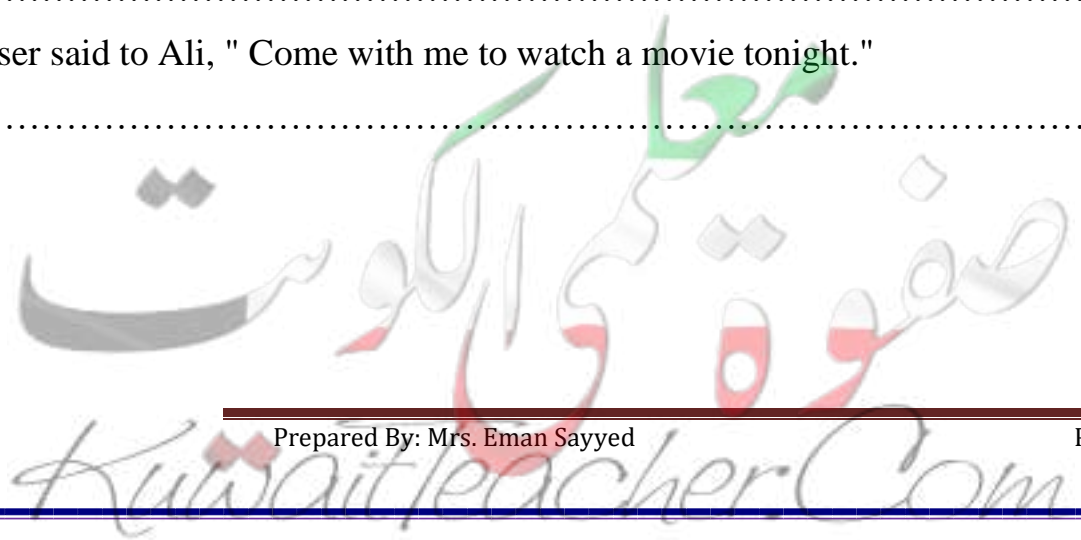 ser said to Ali, " Come with me to watch a movie tonight."
صفوة معلمى الكويت
Prepared By: Mrs. Eman Sayyed
KuwaitTeacher.Com